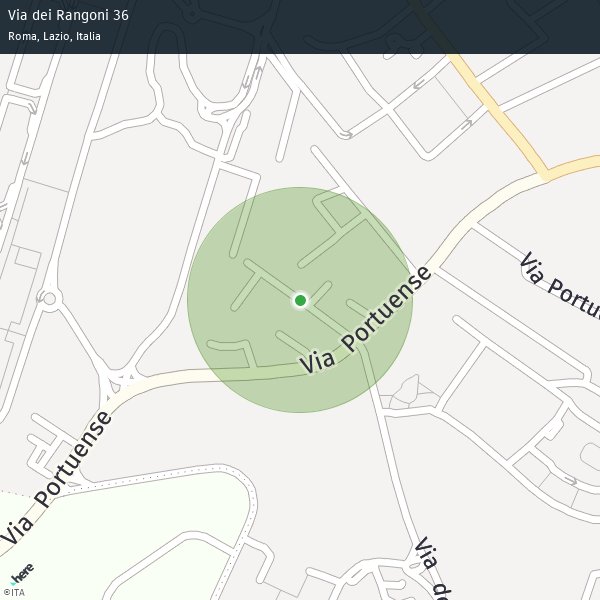 Via dei Rangoni 36
Roma, Lazio, Italia
Via Portu
Via Portuense
Via Portuense
Via de
here
©ITA